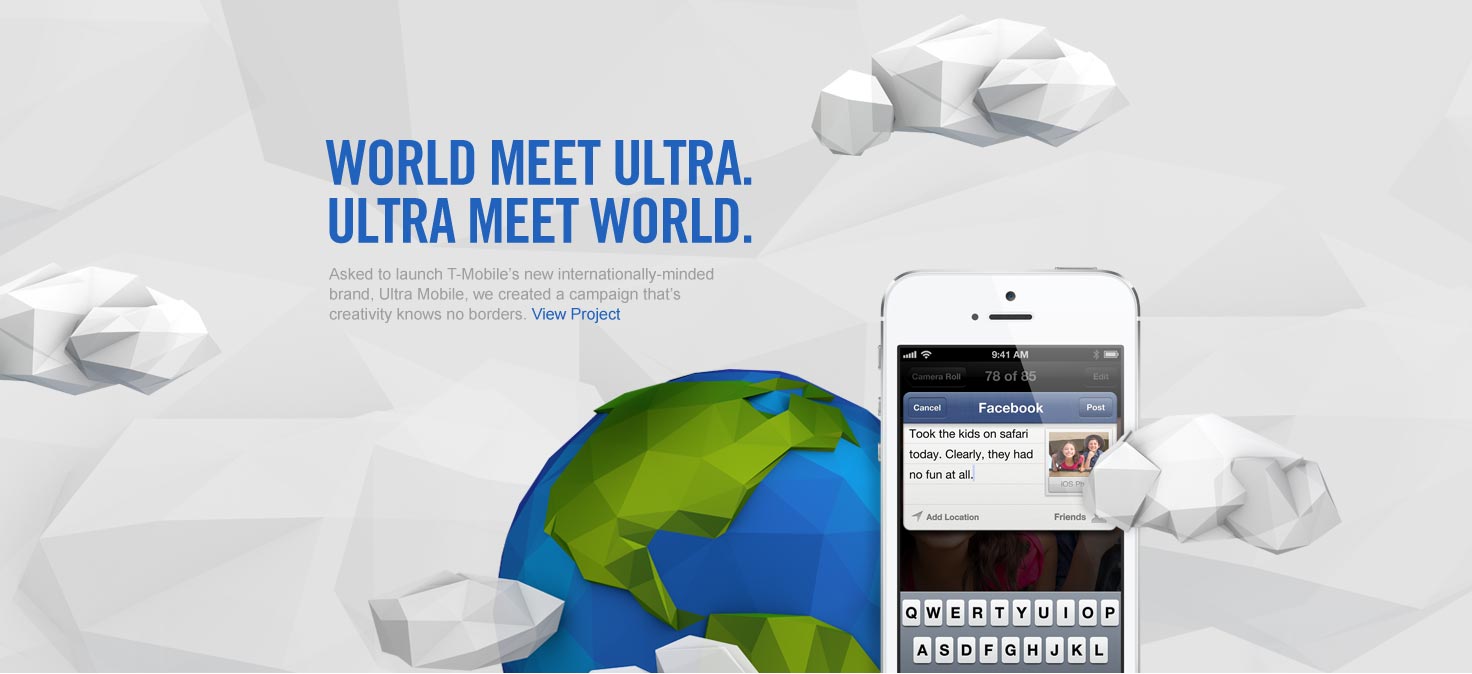 WORLD MEET ULTRA.
ULTRA MEET WORLD.
Asked to launch T-Mobile's new internationally-minded
brand, Ultra Mobile, we created a campaign that's
creativity knows no borders. View Project
9:41 AM
Camera Roll 78 of 85 Edit
Cancel Facebook Post
Took the kids on safari
today. Clearly, they had
no fun at all.
iOS
Add Location Friends
Q W E R T Y U I O P
A S D F G H J K L